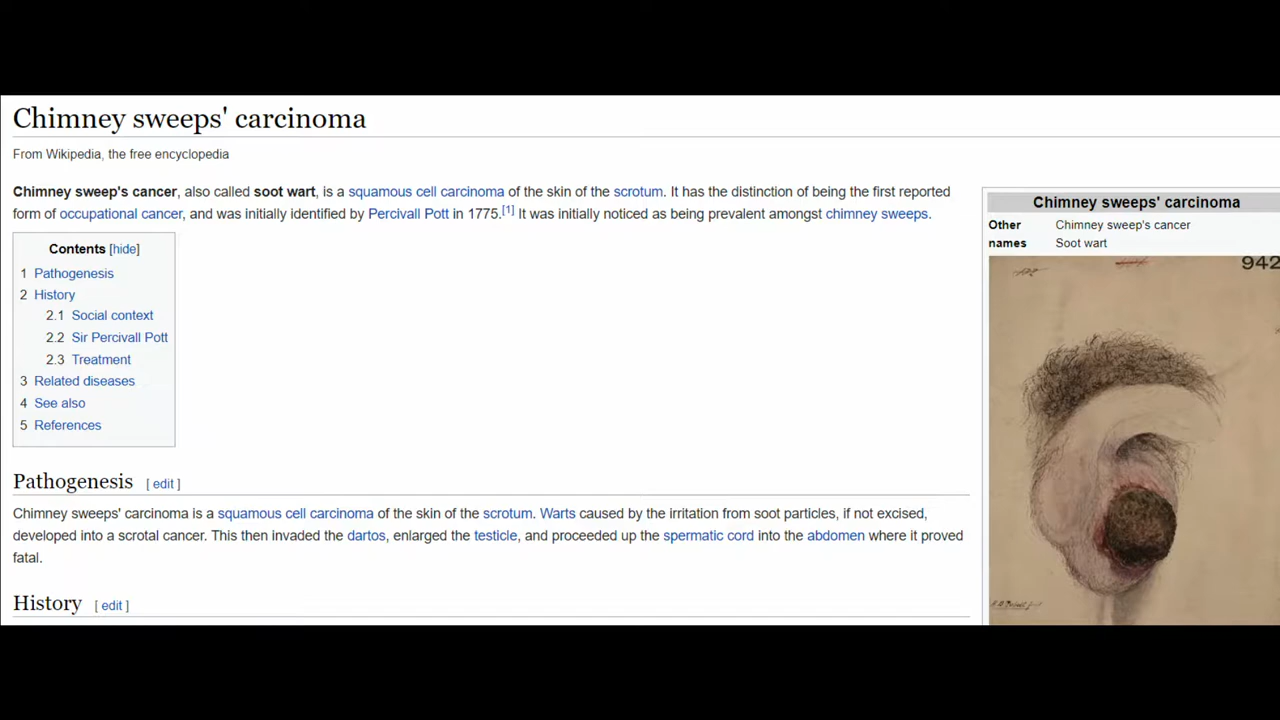 Chimney sweeps' carcinoma
From Wikipedia, the free encyclopedia
Chimney sweep's cancer, also called soot wart, is a squamous cell carcinoma of the skin of the scrotum. It has the distinction of being the first reported
form of occupational cancer, and was initially identified by Percivall Pott in 1775.[1] It was initially noticed as being prevalent amongst chimney sweeps.
Contents [hide]
1 Pathogenesis
2 History
2.1 Social context
2.2 Sir Percivall Pott
2.3 Treatment
3 Related diseases
4 See also
5 References
Pathogenesis [ edit ]
Chimney sweeps' carcinoma is a squamous cell carcinoma of the skin of the scrotum. Warts caused by the irritation from soot particles, if not excised,
developed into a scrotal cancer. This then invaded the dartos, enlarged the testicle, and proceeded up the spermatic cord into the abdomen where it proved
fatal.
History [ edit ]
Chimney sweeps' carcinoma
Other names Chimney sweep's cancer
Soot wart
942